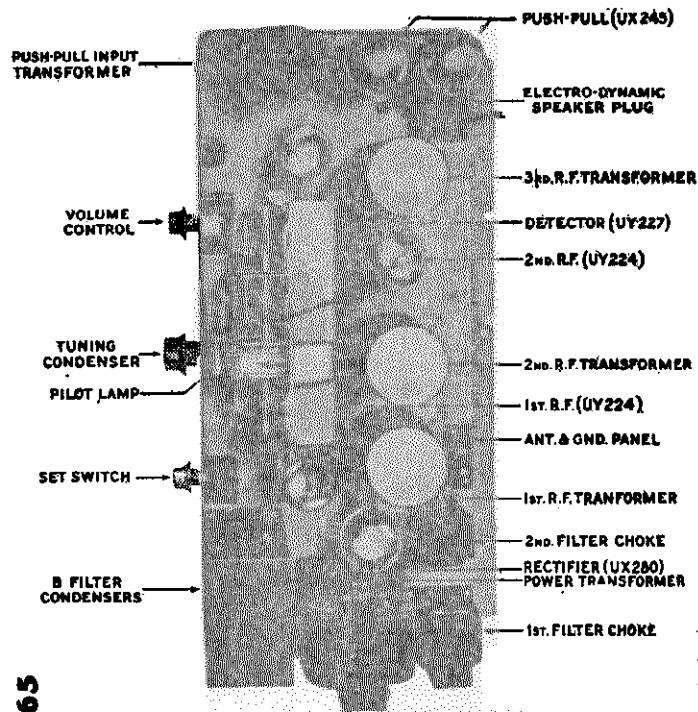 PUSH-PULL (UX245)
PUSH-PULL INPUT
TRANSFORMER
ELECTRO-DYNAMIC
SPEAKER PLUG
3RD. R.F. TRANSFORMER
VOLUME
CONTROL
DETECTOR (UY227)
2ND. R.F. (UY224)
TUNING
CONDENSER
PILOT LAMP
2ND. R.F. TRANSFORMER
1ST. R.F. (UY224)
ANT. & GND. PANEL
SET SWITCH
1ST. R.F. TRANFORMER
2ND. FILTER CHOKE
B FILTER
CONDENSERS
RECTIFIER (UX280)
POWER TRANSFORMER
1ST. FILTER CHOKE
65